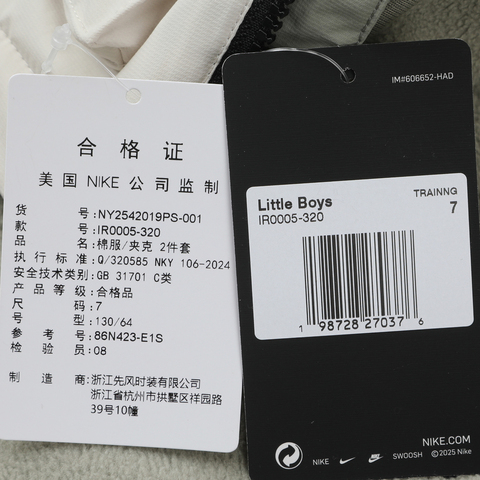 合格证
美国 NIKE 公司监制
货号:NY2542019PS-001
款号:IR0005-320
品名:棉服/夹克 2件套
执行标准:Q/320585 NKY 106-2024
安全技术类别:GB 31701 C类
产品等级:合格品
尺码:7
号型:130/64
参考号:86N423-E1S
检验员:08
制造商:浙江先风时装有限公司
浙江省杭州市拱墅区祥园路
39号10幢
IM#606652-HAD
Little Boys
IR0005-320
TRAINNG
7
1 98728 27037 6
NIKE.COM
NIKE SWOOSH © 2025 Nike